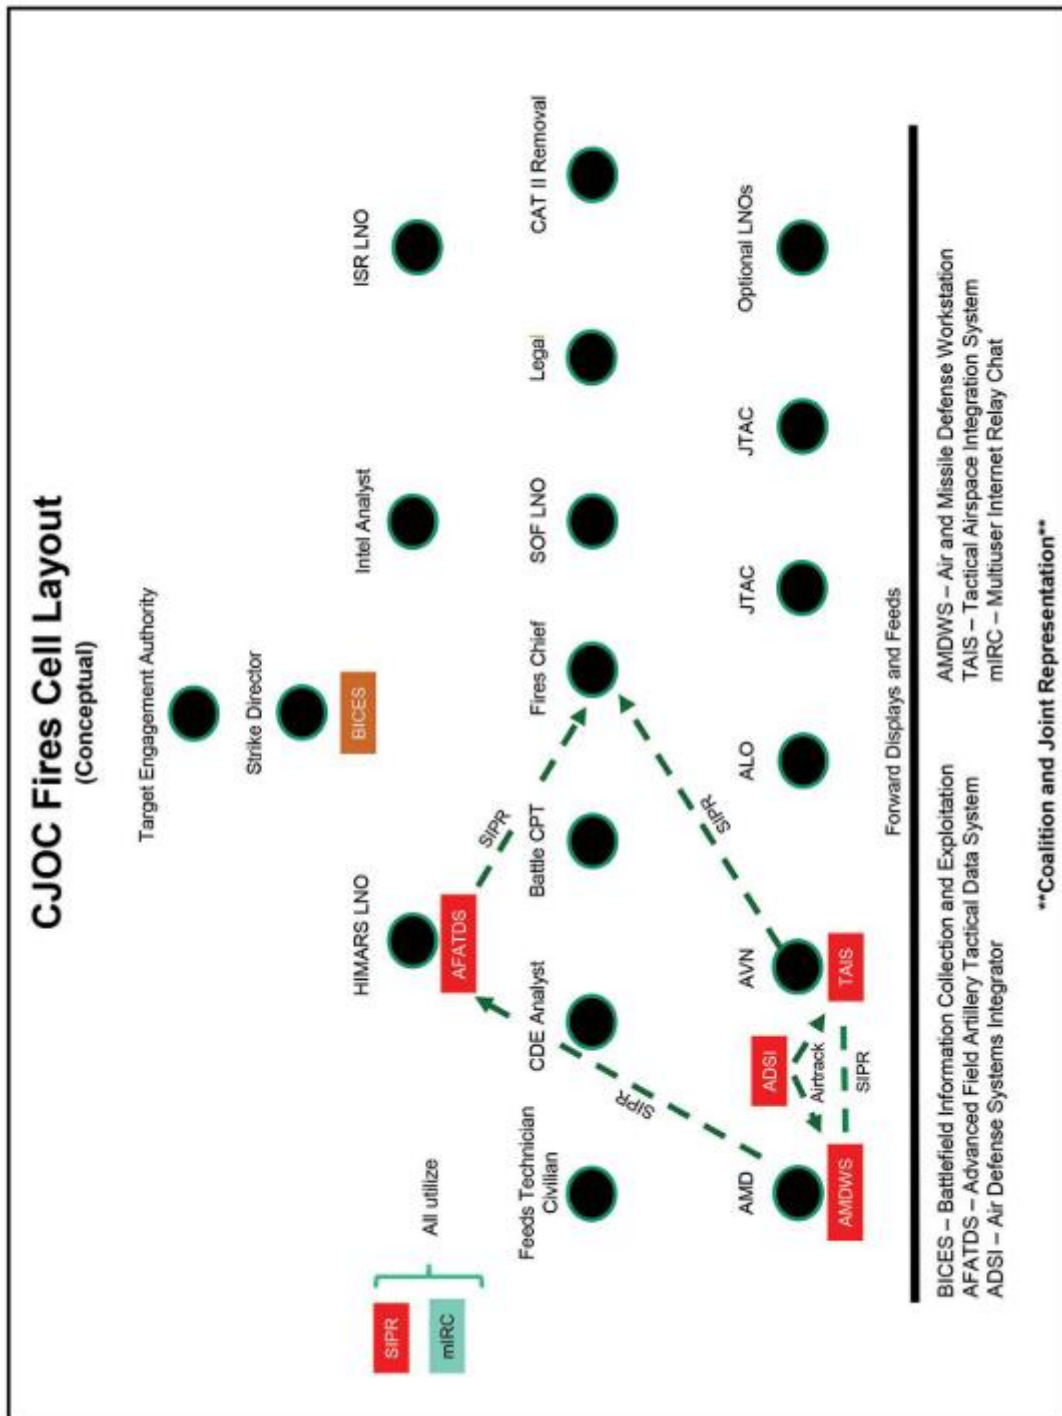 CJOC Fires Cell Layout
(Conceptual)
Target Engagement Authority
Strike Director
BICES
SIPR
mIRC
All utilize
HIMARS LNO
AFATDS
Intel Analyst
ISR LNO
SIPR
Feeds Technician
Civilian
CDE Analyst
Battle CPT
Fires Chief
SOF LNO
Legal
CAT II Removal
SIPR
SIPR
AMD
AMDWS
ADSI
Airtrack
SIPR
AVN
TAIS
ALO
JTAC
JTAC
Optional LNOs
Forward Displays and Feeds
BICES – Battlefield Information Collection and Exploitation
AFATDS – Advanced Field Artillery Tactical Data System
ADSI – Air Defense Systems Integrator
AMDWS – Air and Missile Defense Workstation
TAIS – Tactical Airspace Integration System
mIRC – Multiuser Internet Relay Chat
**Coalition and Joint Representation**